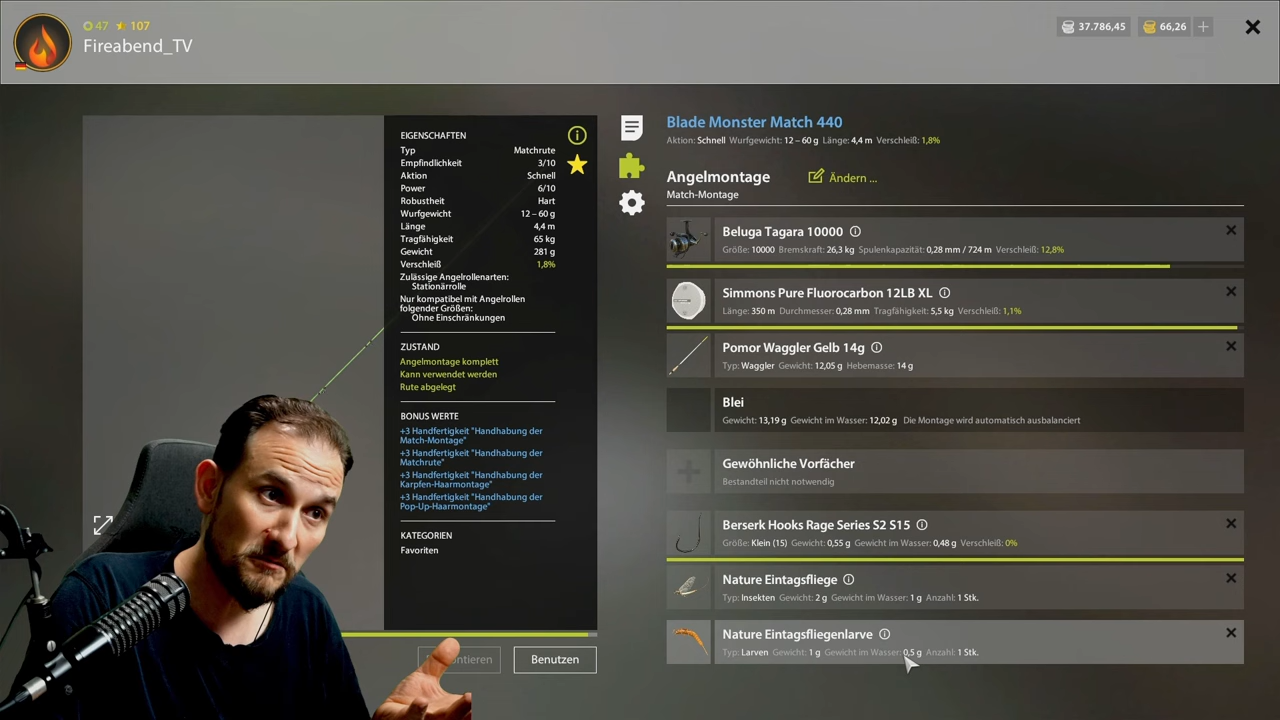 47 107
Fireabend_TV
37.786,45
66,26
EIGENSCHAFTEN
Typ Matchrute
Empfindlichkeit 3/10
Aktion Schnell
Power 6/10
Robustheit Hart
Wurfgewicht 12 – 60 g
Länge 4,4 m
Tragfähigkeit 65 kg
Gewicht 281 g
Verschleiß 1,8%
Zulässige Angelrollenarten:
Stationärrolle
Nur kompatibel mit Angelrollen
folgender Größen:
Ohne Einschränkungen
ZUSTAND
Angelmontage komplett
Kann verwendet werden
Rute abgelegt
BONUS WERTE
+3 Handfertigkeit "Handhabung der
Match-Montage"
+3 Handfertigkeit "Handhabung der
Matchrute"
+3 Handfertigkeit "Handhabung der
Karpfen-Haarmontage"
+3 Handfertigkeit "Handhabung der
Pop-Up-Haarmontage"
KATEGORIEN
Favoriten
Benutzen
Blade Monster Match 440
Aktion: Schnell Wurfgewicht: 12 – 60 g Länge: 4,4 m Verschleiß: 1,8%
Angelmontage
Ändern ...
Match-Montage
Beluga Tagara 10000
Größe: 10000 Bremskraft: 26,3 kg Spulenkapazität: 0,28 mm / 724 m Verschleiß: 12,8%
Simmons Pure Fluorocarbon 12LB XL
Länge: 350 m Durchmesser: 0,28 mm Tragfähigkeit: 5,5 kg Verschleiß: 1,1%
Pomor Waggler Gelb 14g
Typ: Waggler Gewicht: 12,05 g Hebemasse: 14 g
Blei
Gewicht: 13,19 g Gewicht im Wasser: 12,02 g Die Montage wird automatisch ausbalanciert
Gewöhnliche Vorfächer
Bestandteil nicht notwendig
Berserk Hooks Rage Series S2 S15
Größe: Klein (15) Gewicht: 0,55 g Gewicht im Wasser: 0,48 g Verschleiß: 0%
Nature Eintagsfliege
Typ: Insekten Gewicht: 2 g Gewicht im Wasser: 1 g Anzahl: 1 Stk.
Nature Eintagsfliegenlarve
Typ: Larven Gewicht: 1 g Gewicht im Wasser: 0,5 g Anzahl: 1 Stk.